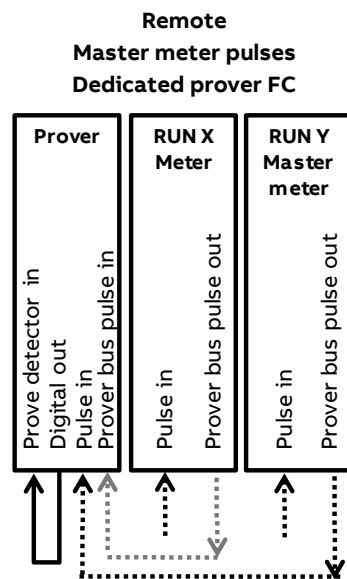 Remote
Master meter pulses
Dedicated prover FC
Prover
Prove detector in
Digital out
Pulse in
Prover bus pulse in
RUN X
Meter
Pulse in
Prover bus pulse out
RUN Y
Master
meter
Pulse in
Prover bus pulse out